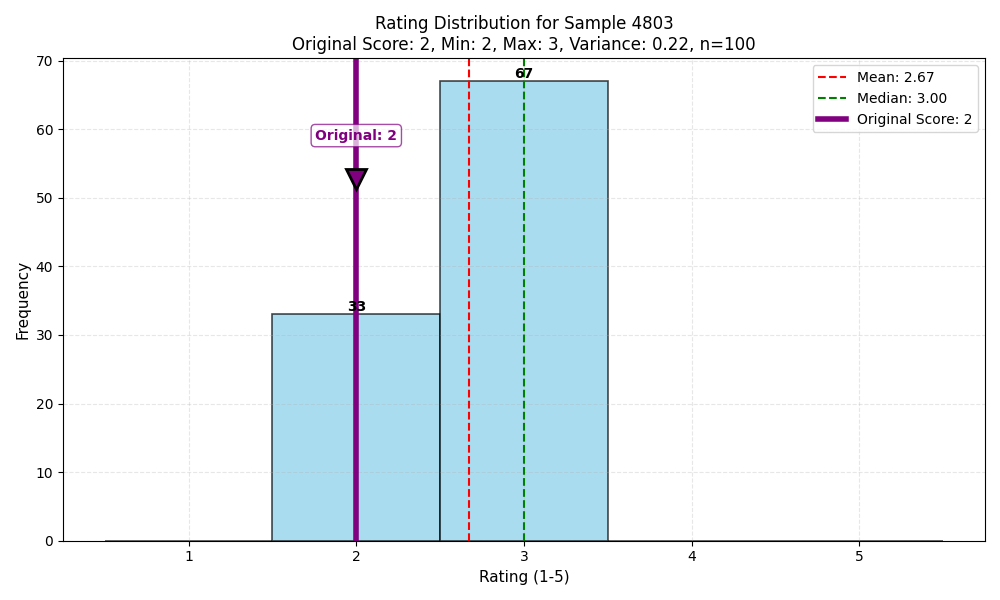 Rating Distribution for Sample 4803
Original Score: 2, Min: 2, Max: 3, Variance: 0.22, n=100
Mean: 2.67
Median: 3.00
Original Score: 2
Original: 2
67
33
70
60
50
40
30
20
10
0
Frequency
1 2 3 4 5
Rating (1-5)